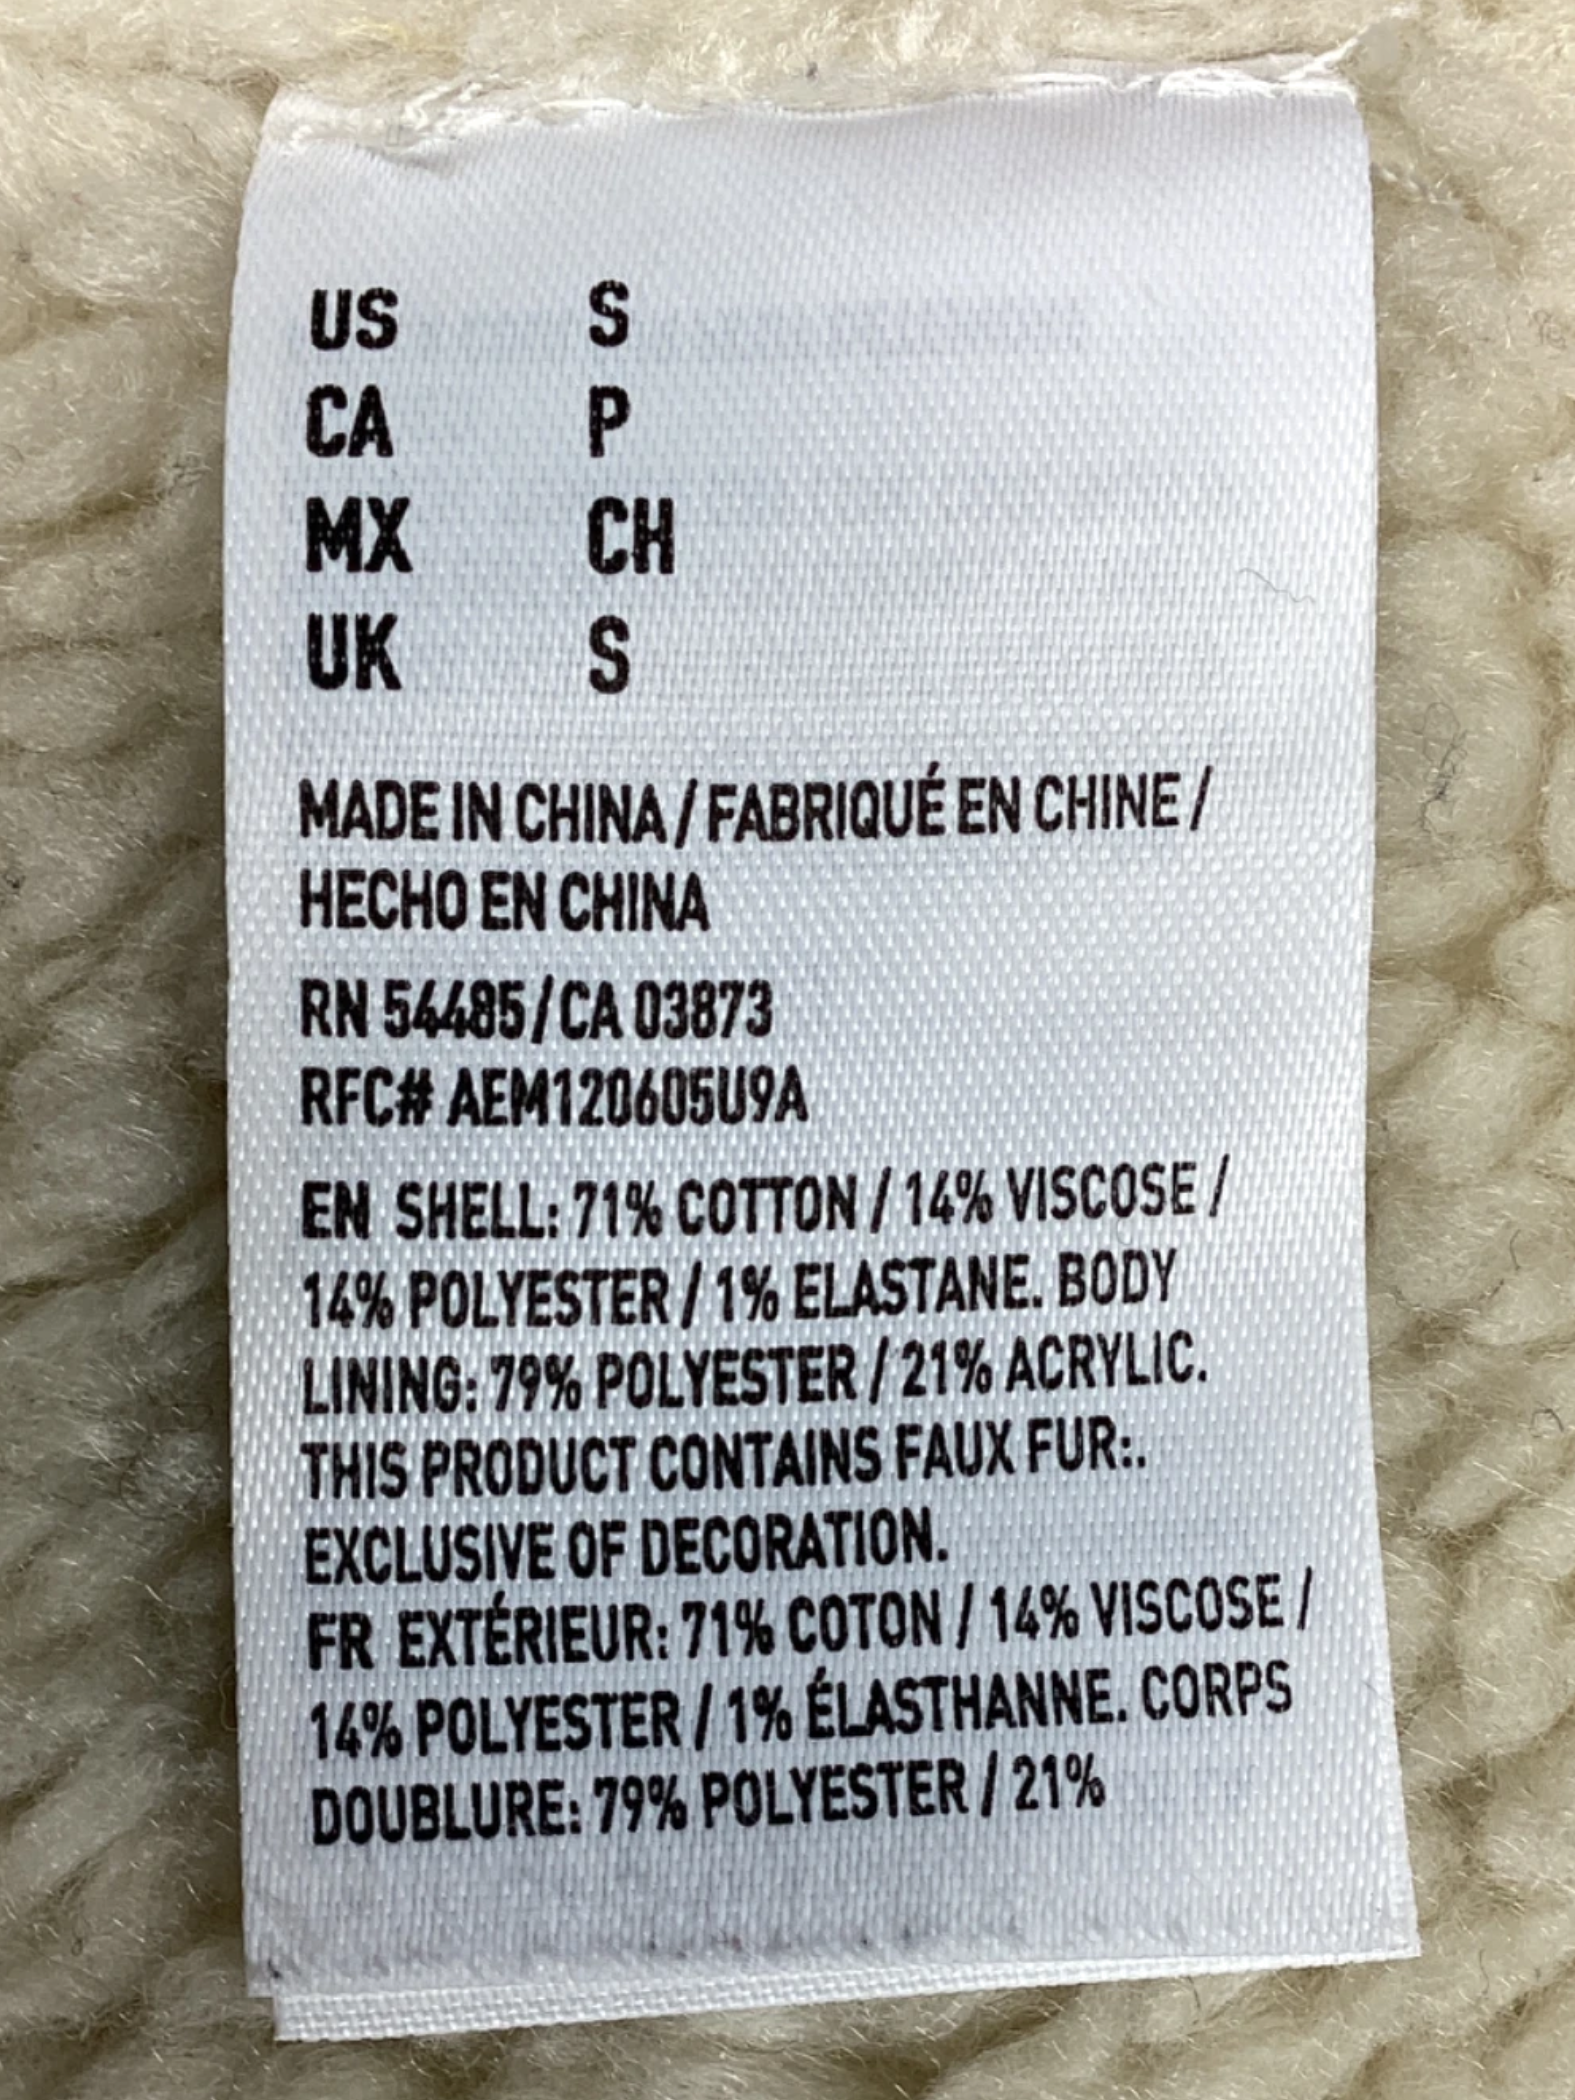 US S
CA P
MX CH
UK S
MADE IN CHINA / FABRIQUÉ EN CHINE /
HECHO EN CHINA
RN 54485/CA 03873
RFC# AEM120605U9A
EN SHELL: 71% COTTON / 14% VISCOSE /
14% POLYESTER / 1% ELASTANE. BODY
LINING: 79% POLYESTER / 21% ACRYLIC.
THIS PRODUCT CONTAINS FAUX FUR:.
EXCLUSIVE OF DECORATION.
FR EXTÉRIEUR: 71% COTON / 14% VISCOSE /
14% POLYESTER / 1% ÉLASTHANNE. CORPS
DOUBLURE: 79% POLYESTER / 21%